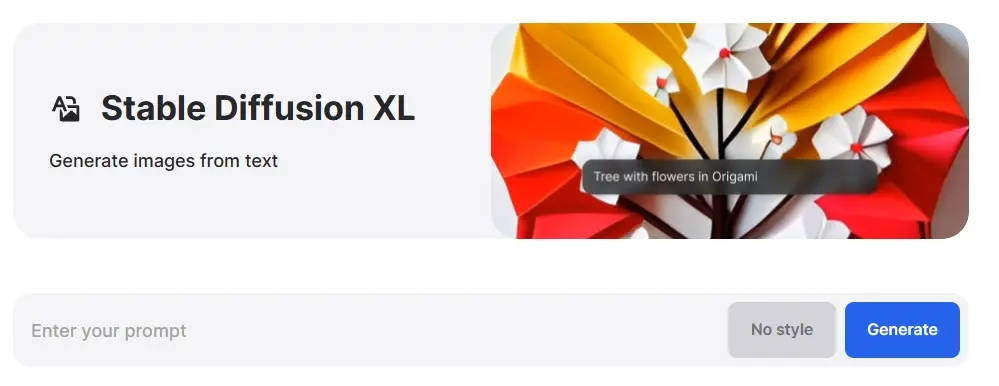 Stable Diffusion XL
Generate images from text
Tree with flowers in Origami
Enter your prompt
No style
Generate